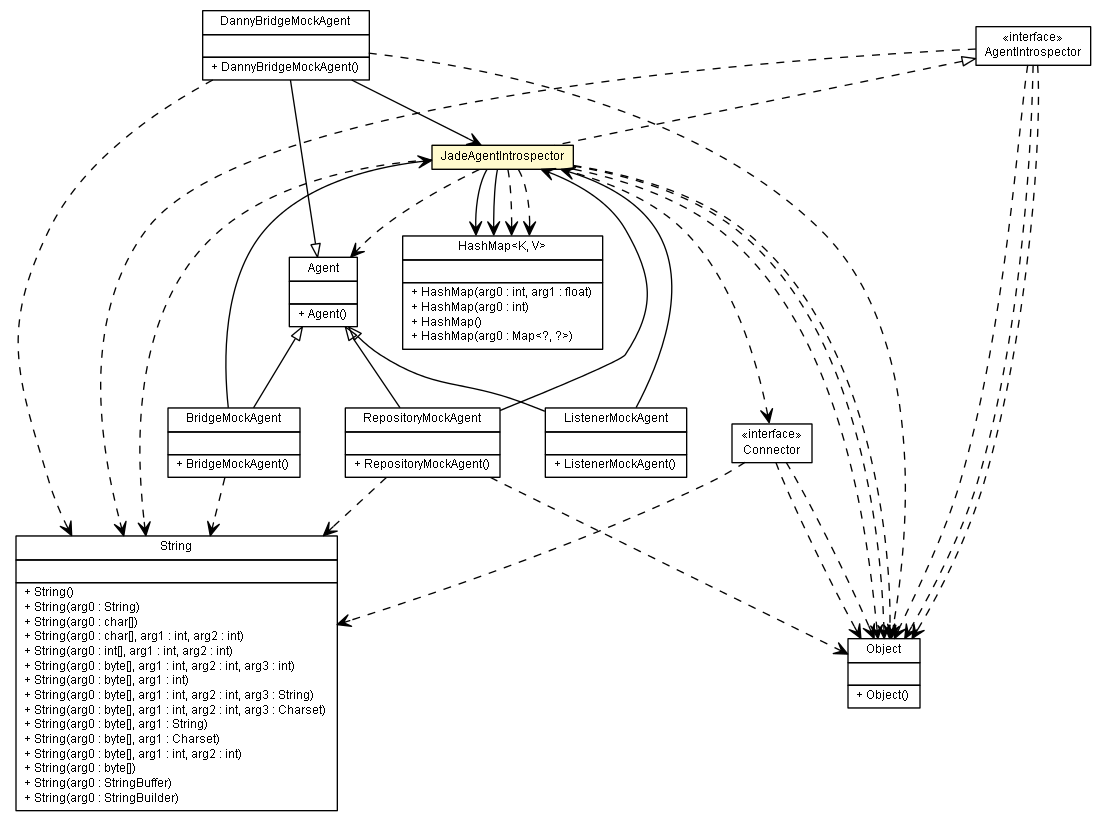 DannyBridgeMockAgent
+ DannyBridgeMockAgent()
«interface»
AgentIntrospector
JadeAgentIntrospector
HashMap<K, V>
+ HashMap(arg0 : int, arg1 : float)
+ HashMap(arg0 : int)
+ HashMap()
+ HashMap(arg0 : Map<?, ?>)
Agent
+ Agent()
BridgeMockAgent
+ BridgeMockAgent()
RepositoryMockAgent
+ RepositoryMockAgent()
ListenerMockAgent
+ ListenerMockAgent()
«interface»
Connector
String
+ String()
+ String(arg0 : String)
+ String(arg0 : char[])
+ String(arg0 : char[], arg1 : int, arg2 : int)
+ String(arg0 : int[], arg1 : int, arg2 : int)
+ String(arg0 : byte[], arg1 : int, arg2 : int, arg3 : int)
+ String(arg0 : byte[], arg1 : int)
+ String(arg0 : byte[], arg1 : int, arg2 : int, arg3 : String)
+ String(arg0 : byte[], arg1 : int, arg2 : int, arg3 : Charset)
+ String(arg0 : byte[], arg1 : String)
+ String(arg0 : byte[], arg1 : Charset)
+ String(arg0 : byte[], arg1 : int, arg2 : int)
+ String(arg0 : byte[])
+ String(arg0 : StringBuffer)
+ String(arg0 : StringBuilder)
Object
+ Object()